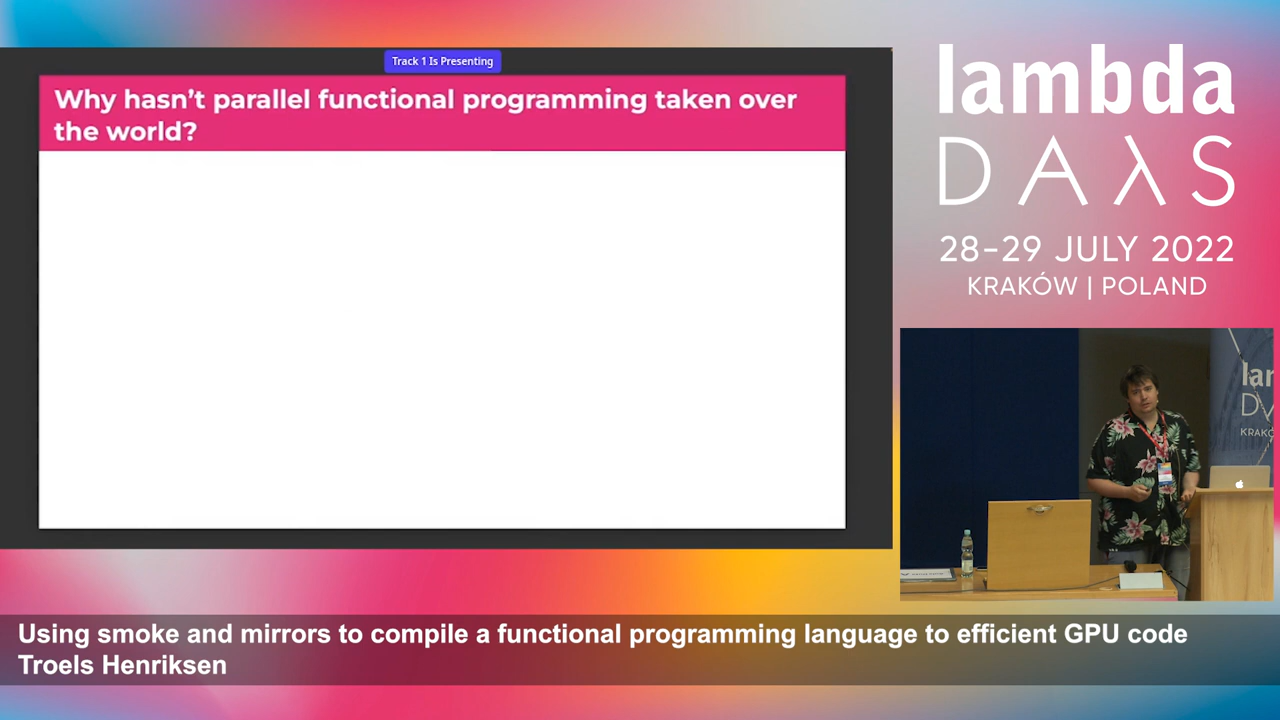 Track 1 Is Presenting
Why hasn't parallel functional programming taken over
the world?
lambda
DAλS
28–29 JULY 2022
KRAKÓW | POLAND
Using smoke and mirrors to compile a functional programming language to efficient GPU code
Troels Henriksen